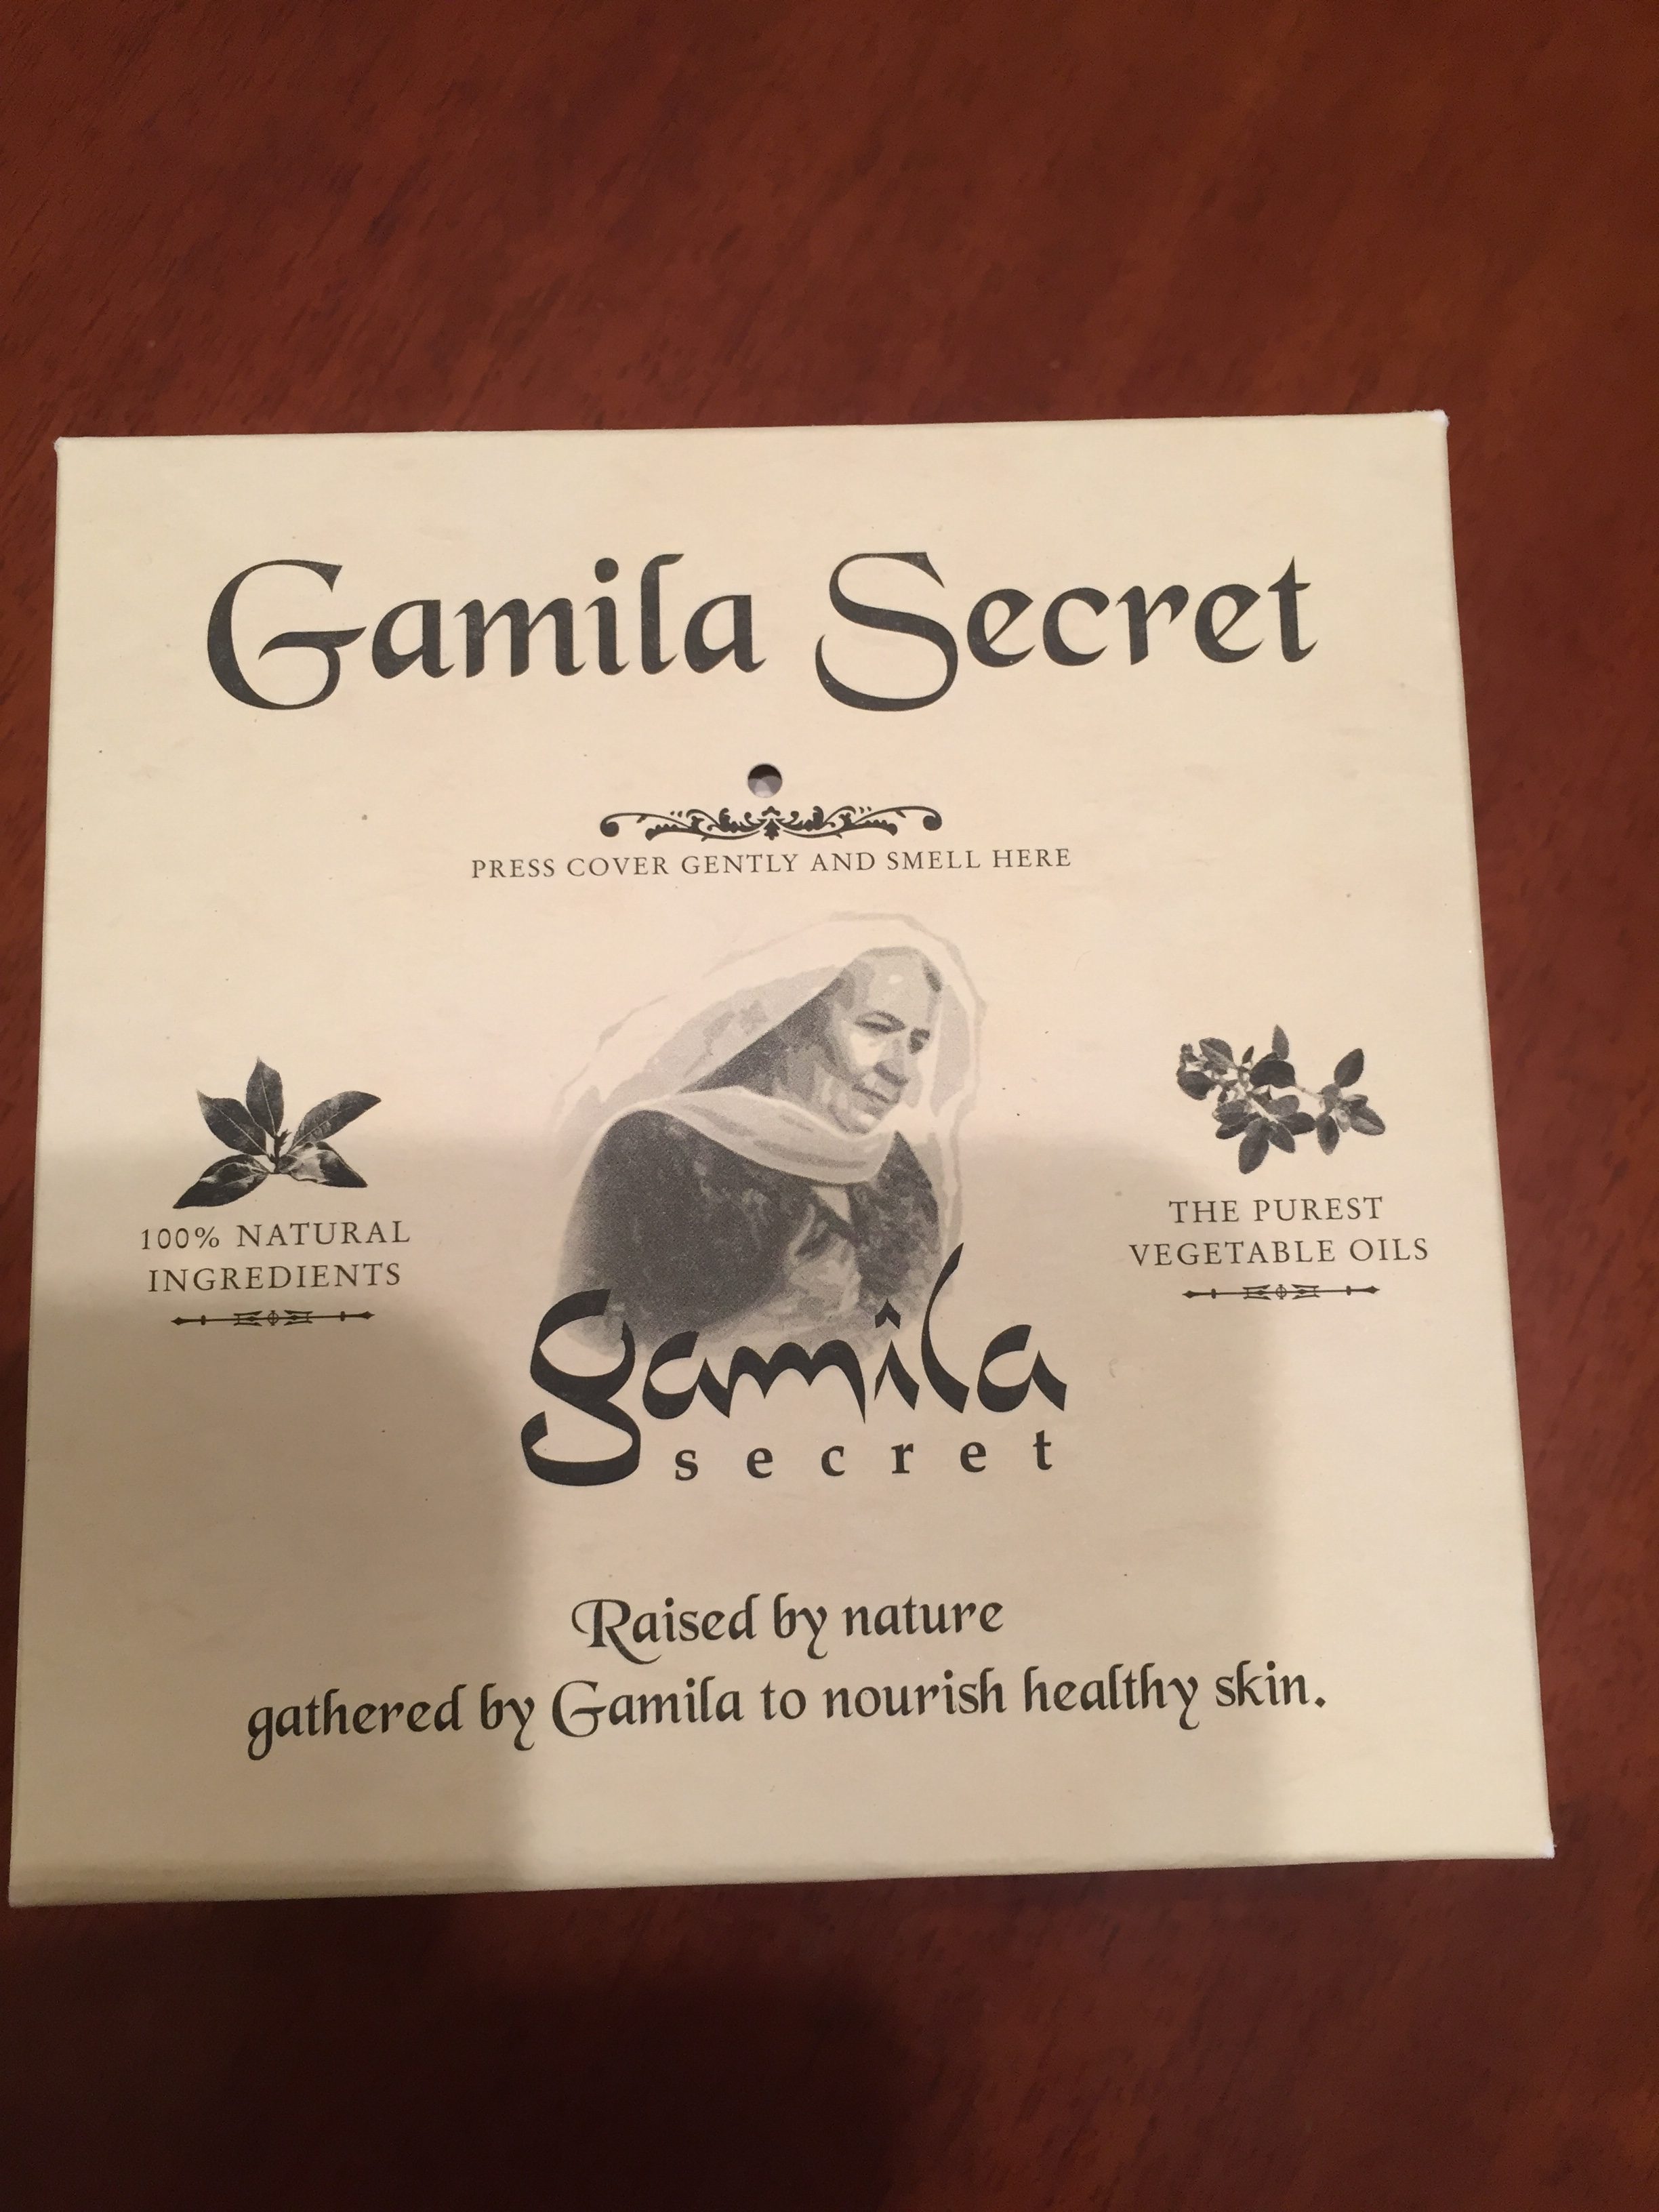 Gamila Secret
PRESS COVER GENTLY AND SMELL HERE
100% NATURAL
INGREDIENTS
THE PUREST
VEGETABLE OILS
gamila
secret
Raised by nature
gathered by Gamila to nourish healthy skin.